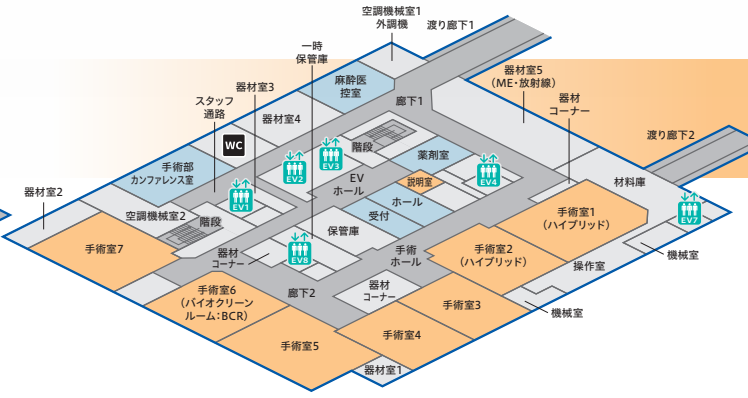 空調機械室1
外調機
渡り廊下1
一時
保管庫
麻酔医
控室
器材室5
（ME・放射線）
器材室3
スタッフ
通路
器材室4
廊下1
器材
コーナー
WC
階段
渡り廊下2
手術部
カンファレンス室
EV2
EV3
薬剤室
EV
ホール
説明室
EV4
材料庫
器材室2
EV1
ホール
EV7
空調機械室2
階段
受付
手術室1
（ハイブリッド）
保管庫
手術室7
器材
コーナー
EV8
手術
ホール
手術室2
（ハイブリッド）
機械室
操作室
手術室6
（バイオクリーン
ルーム：BCR）
廊下2
器材
コーナー
手術室3
機械室
手術室5
手術室4
器材室1